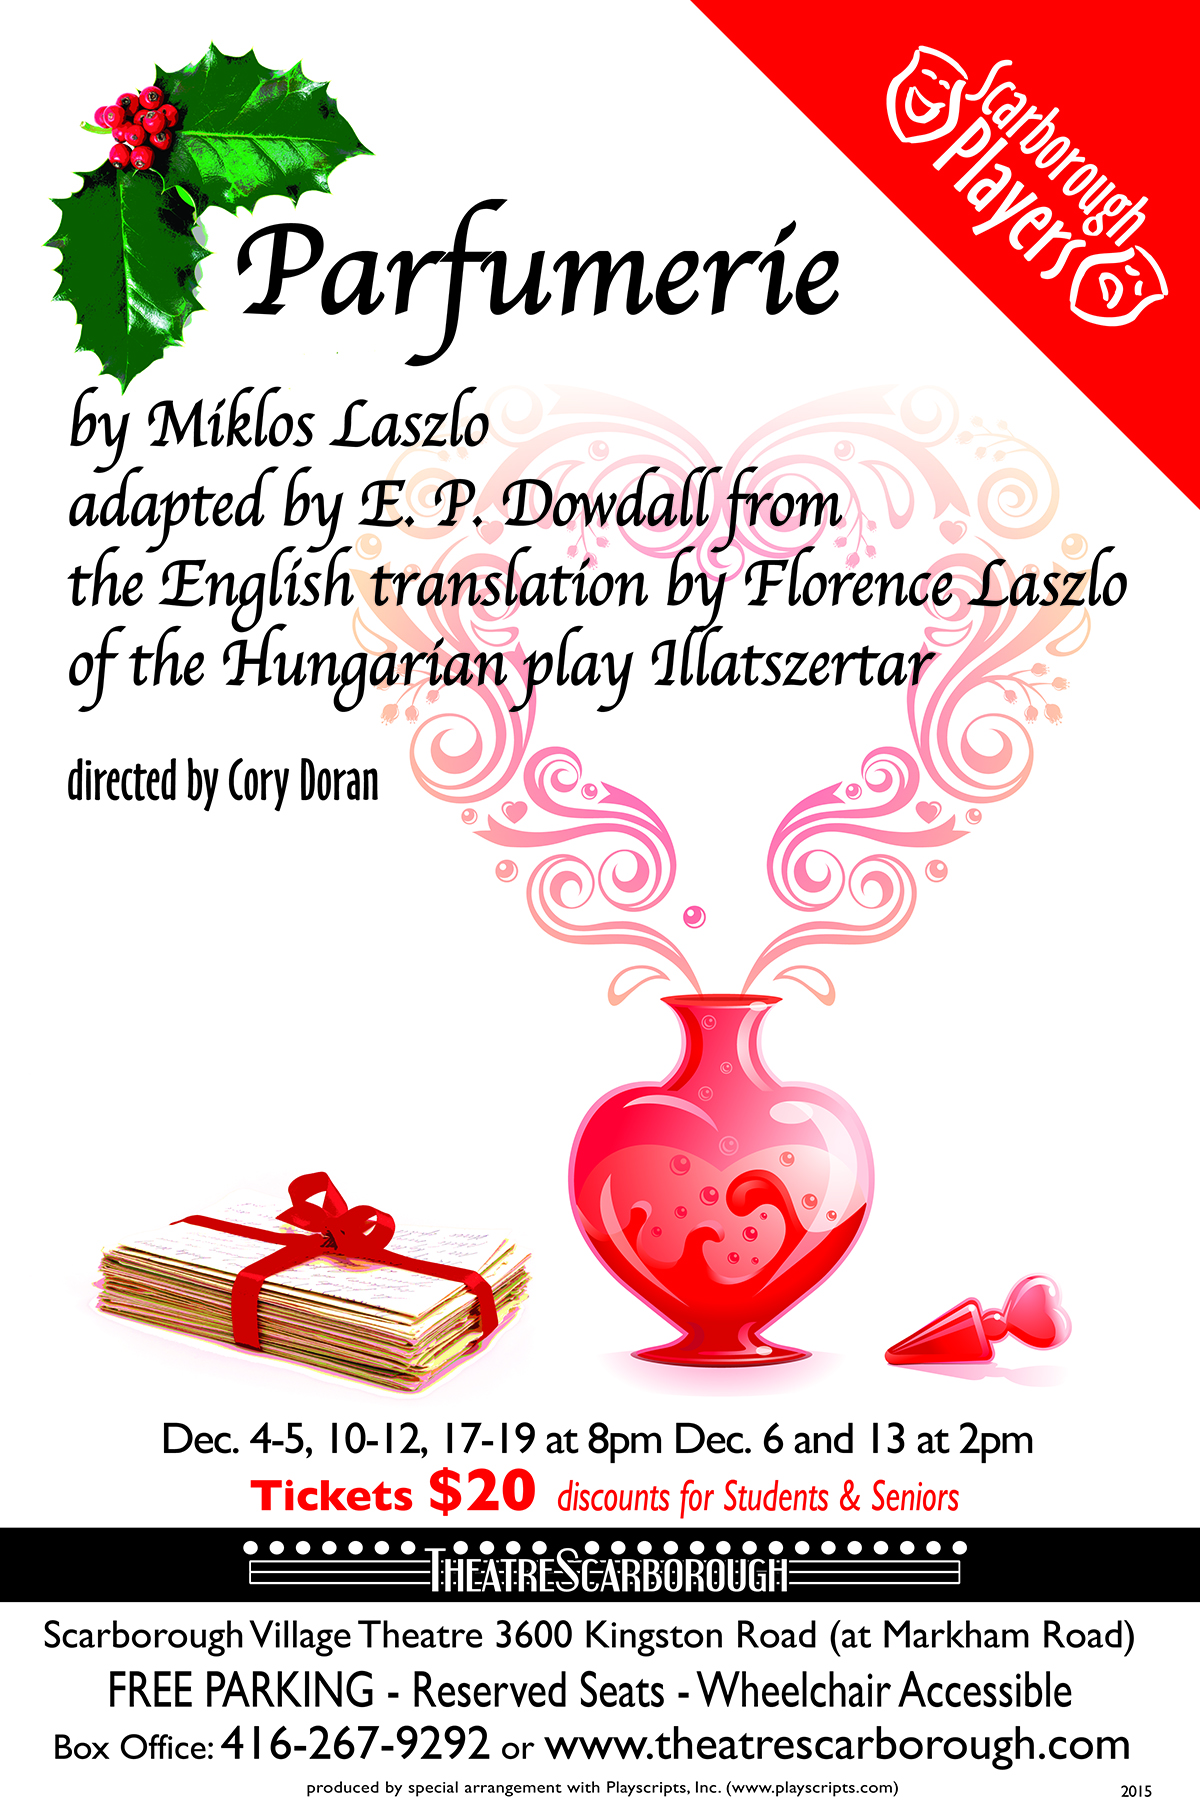 Scarborough
Players
Parfumerie
by Miklos Laszlo
adapted by E. P. Dowdall from
the English translation by Florence Laszlo
of the Hungarian play Illatszertar
directed by Cory Doran
Dec. 4-5, 10-12, 17-19 at 8pm Dec. 6 and 13 at 2pm
Tickets $20 discounts for Students & Seniors
THEATRESCARBOROUGH
Scarborough Village Theatre 3600 Kingston Road (at Markham Road)
FREE PARKING - Reserved Seats - Wheelchair Accessible
Box Office: 416-267-9292 or www.theatrescarborough.com
produced by special arrangement with Playscripts, Inc. (www.playscripts.com)
2015